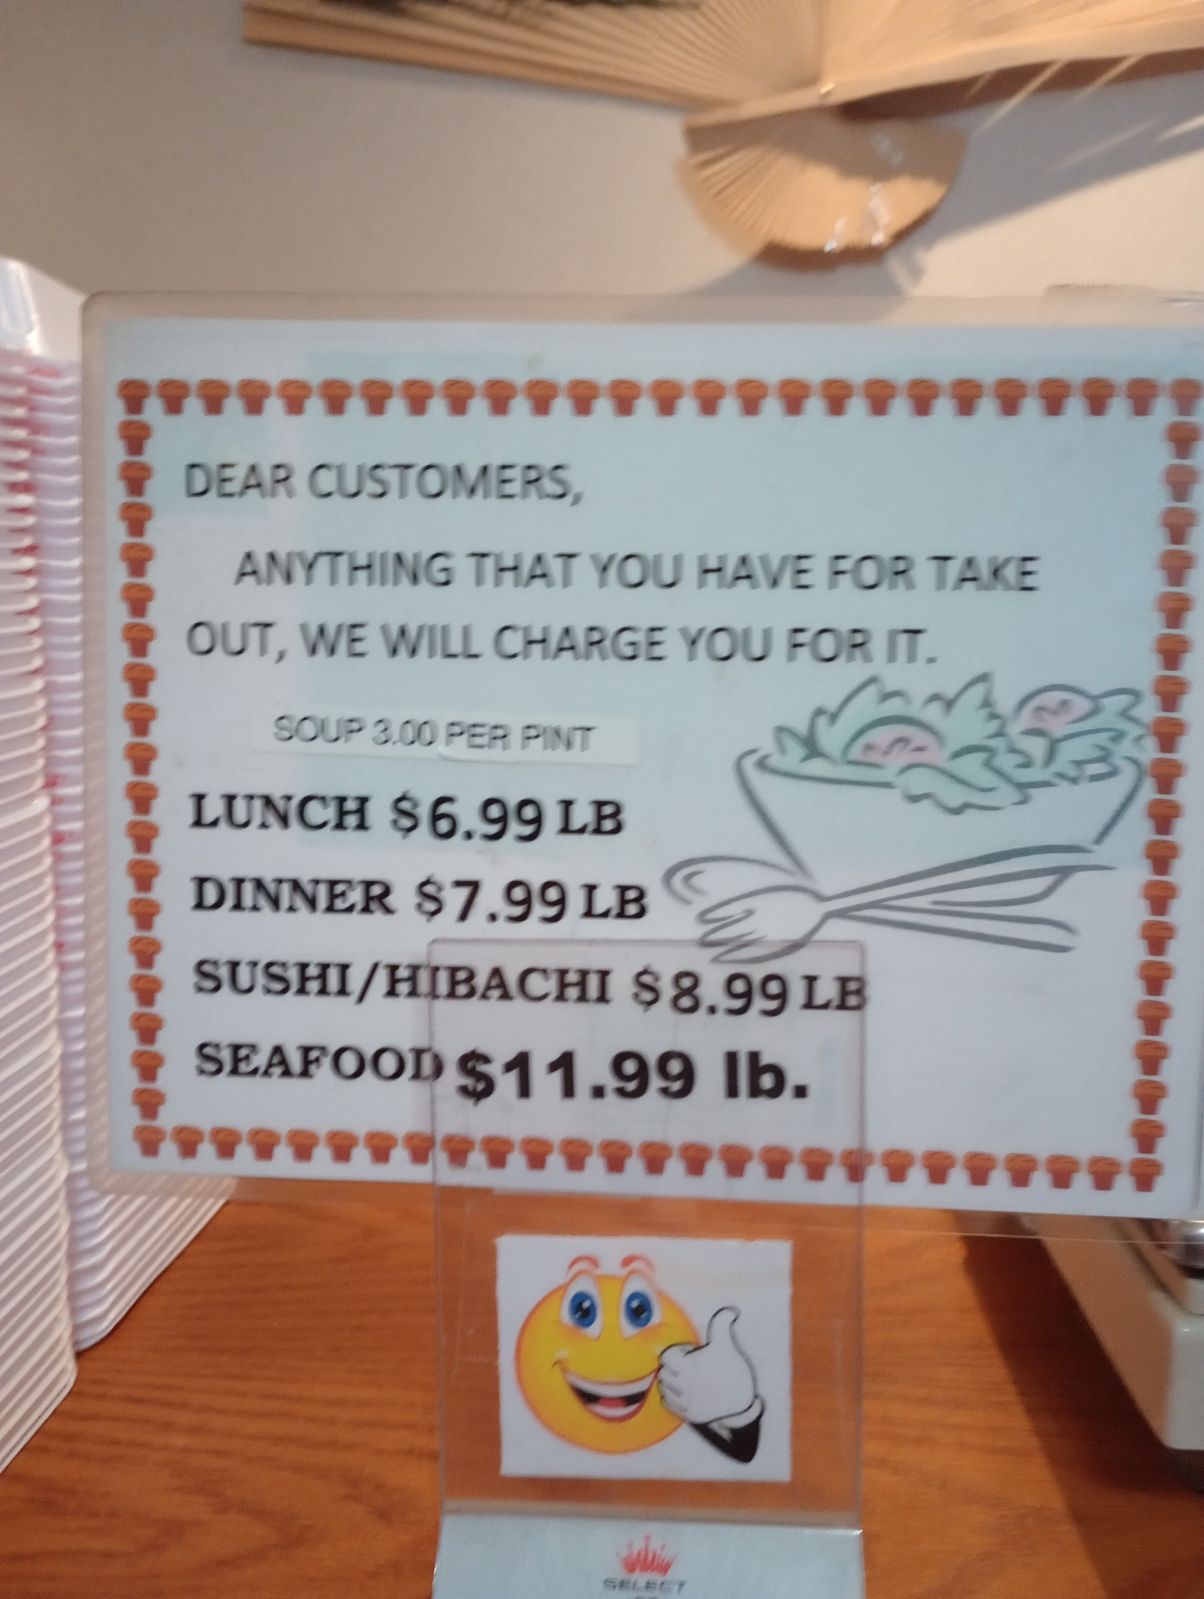 DEAR CUSTOMERS,
ANYTHING THAT YOU HAVE FOR TAKE
OUT, WE WILL CHARGE YOU FOR IT.
SOUP 3.00 PER PINT
LUNCH $6.99 LB
DINNER $7.99 LB
SUSHI/HIBACHI $8.99 LB
SEAFOOD $11.99 lb.
SELECT